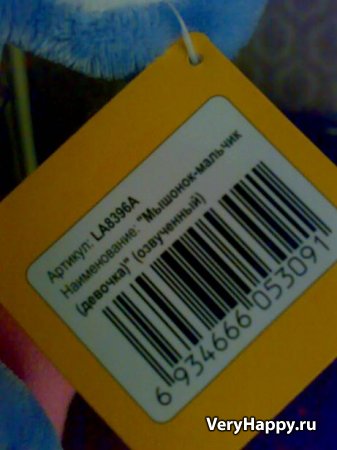 Артикул: LA8396A
Наименование: "Мышонок-мальчик
(девочка)" (озвученный)
6 934666 053091
VeryHappy.ru